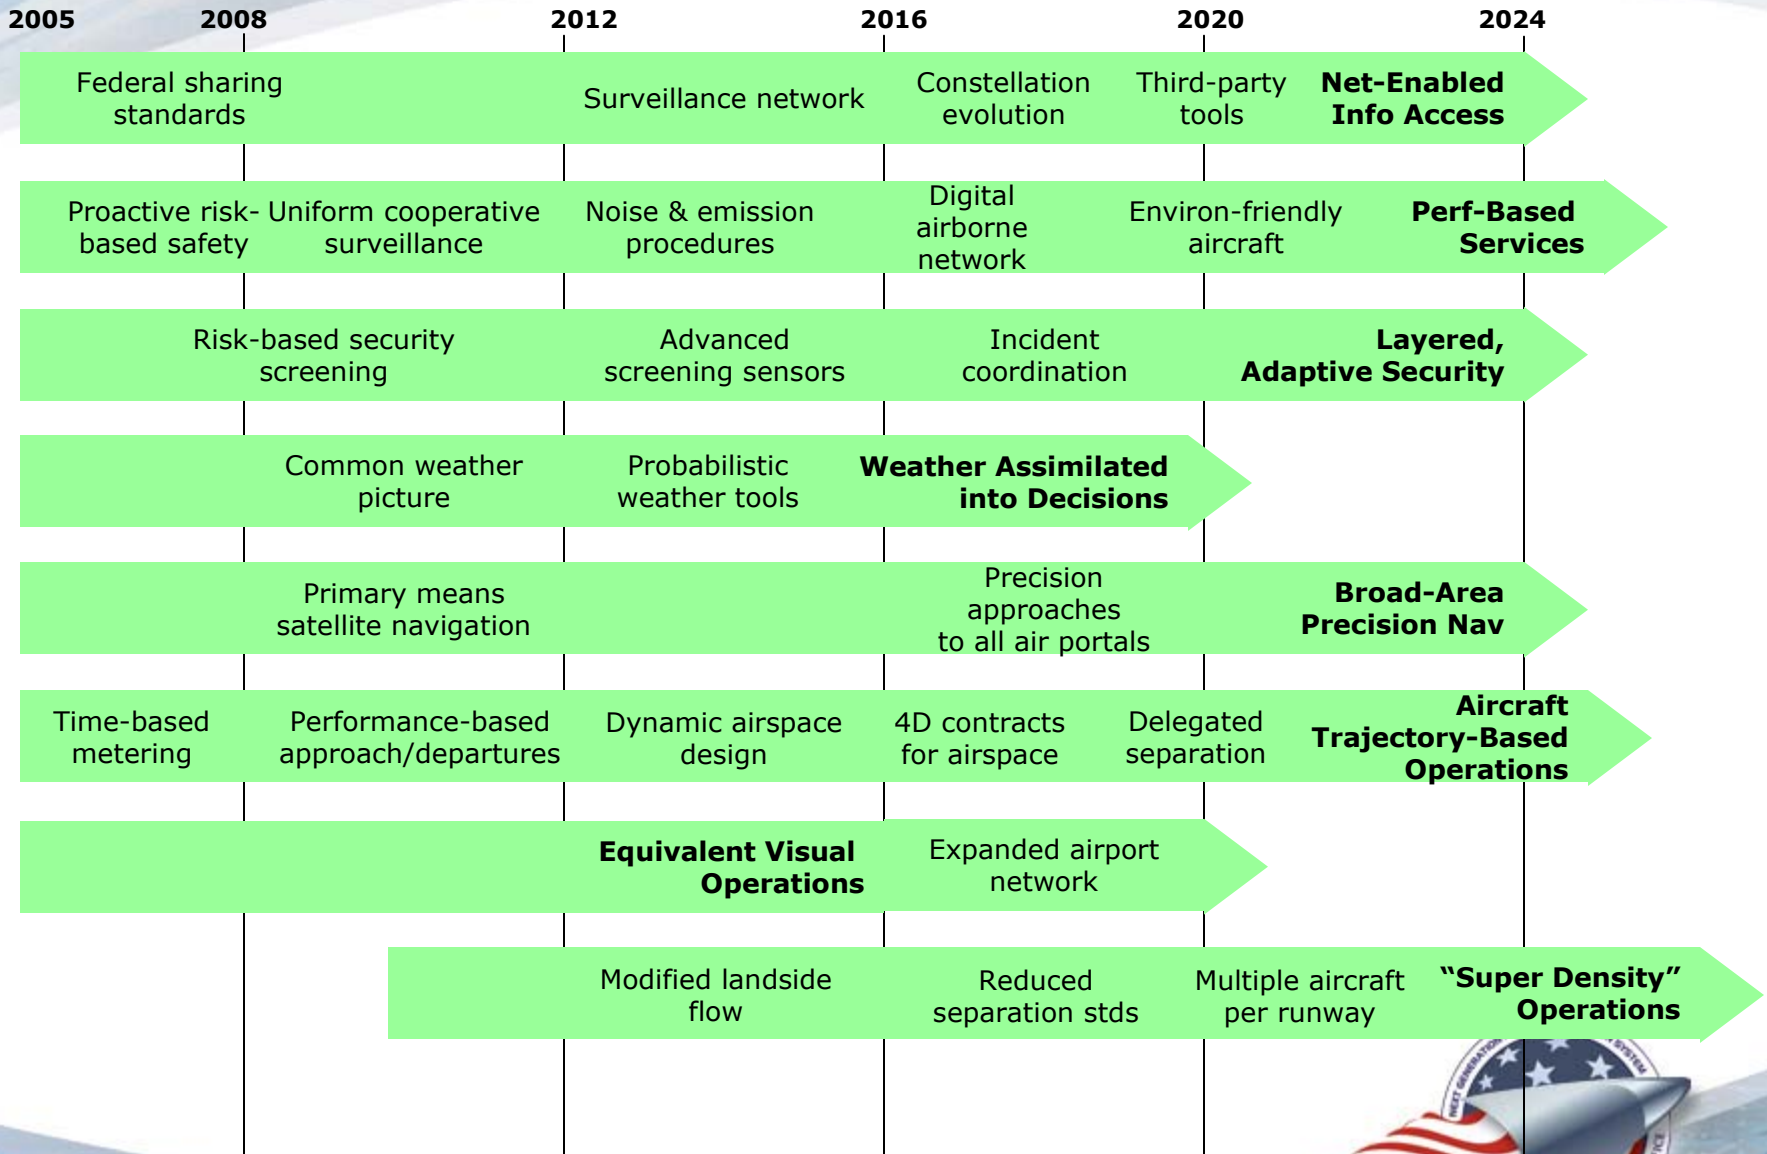 2005 2008 2012 2016 2020 2024
Federal sharing
standards
Surveillance network
Constellation
evolution
Third-party
tools
Net-Enabled
Info Access
Proactive risk-
based safety
Uniform cooperative
surveillance
Noise & emission
procedures
Digital
airborne
network
Environ-friendly
aircraft
Perf-Based
Services
Risk-based security
screening
Advanced
screening sensors
Incident
coordination
Layered,
Adaptive Security
Common weather
picture
Probabilistic
weather tools
Weather Assimilated
into Decisions
Primary means
satellite navigation
Precision
approaches
to all air portals
Broad-Area
Precision Nav
Time-based
metering
Performance-based
approach/departures
Dynamic airspace
design
4D contracts
for airspace
Delegated
separation
Aircraft
Trajectory-Based
Operations
Equivalent Visual
Operations
Expanded airport
network
Modified landside
flow
Reduced
separation stds
Multiple aircraft
per runway
“Super Density”
Operations
NEXT GENERATION SYSTEM